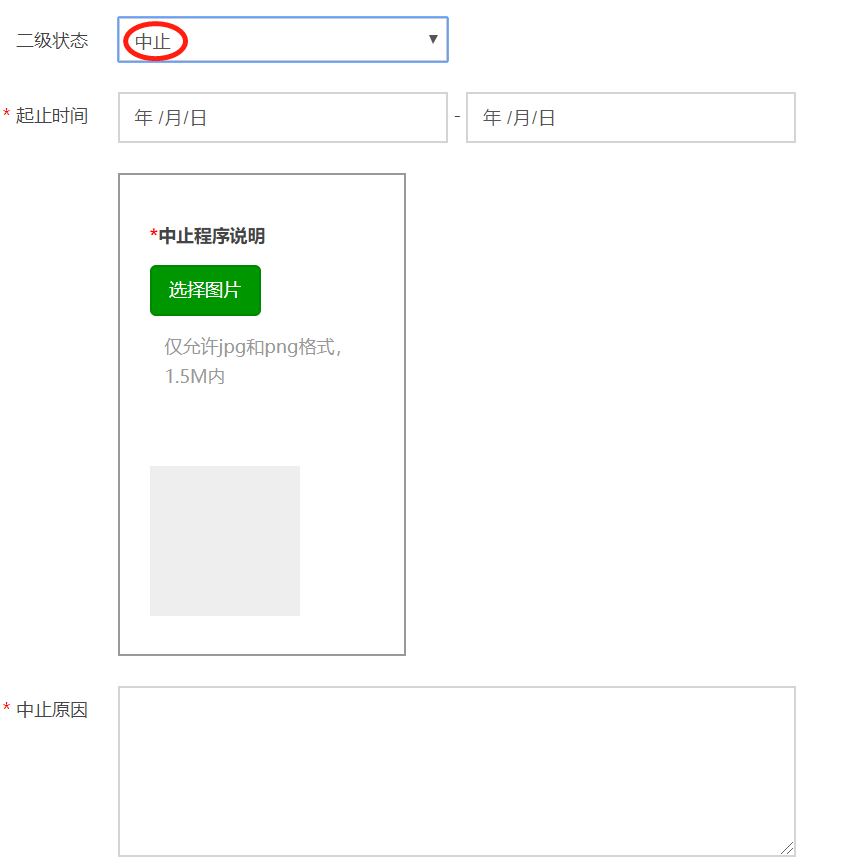 二级状态 中止
* 起止时间 年 /月/日 - 年 /月/日
*中止程序说明
选择图片
仅允许jpg和png格式，
1.5M内
* 中止原因